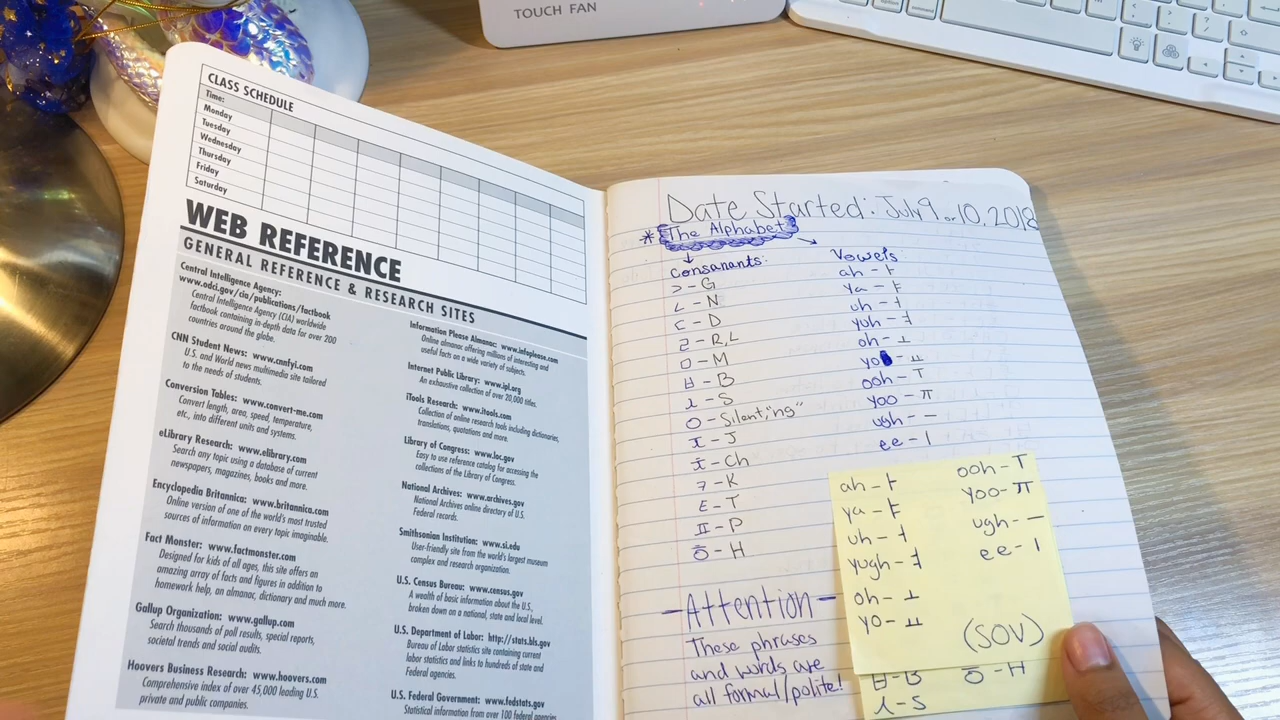 TOUCH FAN
CLASS SCHEDULE
Time:
Monday
Tuesday
Wednesday
Thursday
Friday
Saturday
WEB REFERENCE
GENERAL REFERENCE & RESEARCH SITES
Central Intelligence Agency:
www.odci.gov/cia/publications/factbook
Central Intelligence Agency (CIA) worldwide
factbook containing in-depth data for over 200
countries around the globe.
CNN Student News: www.cnnfyi.com
U.S. and World news multimedia site tailored
to the needs of students.
Conversion Tables: www.convert-me.com
Convert length, area, speed, temperature,
etc., into different units and systems.
eLibrary Research: www.elibrary.com
Search any topic using a database of current
newspapers, magazines, books and more.
Encyclopedia Britannica: www.britannica.com
Online version of one of the world's most trusted
sources of information on every topic imaginable.
Fact Monster: www.factmonster.com
Designed for kids of all ages, this site offers an
amazing array of facts and figures in addition to
homework help, an almanac, dictionary and much more.
Gallup Organization: www.gallup.com
Search thousands of poll results, special reports,
societal trends and social audits.
Hoovers Business Research: www.hoovers.com
Comprehensive index of over 45,000 leading U.S.
private and public companies.
Information Please Almanac: www.infoplease.com
Online almanac offering millions of interesting and
useful facts on a wide variety of subjects.
Internet Public Library: www.ipl.org
An exhaustive collection of over 20,000 titles.
iTools Research: www.itools.com
Collection of online research tools including dictionaries,
translations, quotations and more.
Library of Congress: www.loc.gov
Easy to use reference catalog for accessing the
collections of the Library of Congress.
National Archives: www.archives.gov
National Archives online directory of U.S.
Federal records.
Smithsonian Institution: www.si.edu
User-friendly site from the world's largest museum
complex and research organization.
U.S. Census Bureau: www.census.gov
A wealth of basic information about the U.S.
broken down on a national, state and local level.
U.S. Department of Labor: http://stats.bls.gov
Bureau of Labor statistics site containing current
labor statistics and links to hundreds of state and
Federal agencies.
U.S. Federal Government: www.fedstats.gov
Statistical information from over 100 federal agencies
Date Started: July 9 or 10, 2018
* The Alphabet
Consanants:
ㄱ - G
ㄴ - N
ㄷ - D
ㄹ - R,L
ㅁ - M
ㅂ - B
ㅅ - S
ㅇ - Silent/ing"
ㅈ - J
ㅊ - Ch
ㅋ - K
ㅌ - T
ㅍ - P
ㅎ - H
Vowels:
ah - ㅏ
ya - ㅑ
uh - ㅓ
yuh - ㅕ
oh - ㅗ
yo - ㅛ
ooh - ㅜ
yoo - ㅠ
ugh - ㅡ
ee - ㅣ
-Attention-
These phrases
and words are
all formal/polite!
ah - ㅏ
ya - ㅑ
uh - ㅓ
yugh - ㅕ
oh - ㅗ
yo - ㅛ
ooh - ㅜ
yoo - ㅠ
ugh - ㅡ
ee - ㅣ
(SOV)
ㅂ - B
ㅎ - H
ㅅ - S